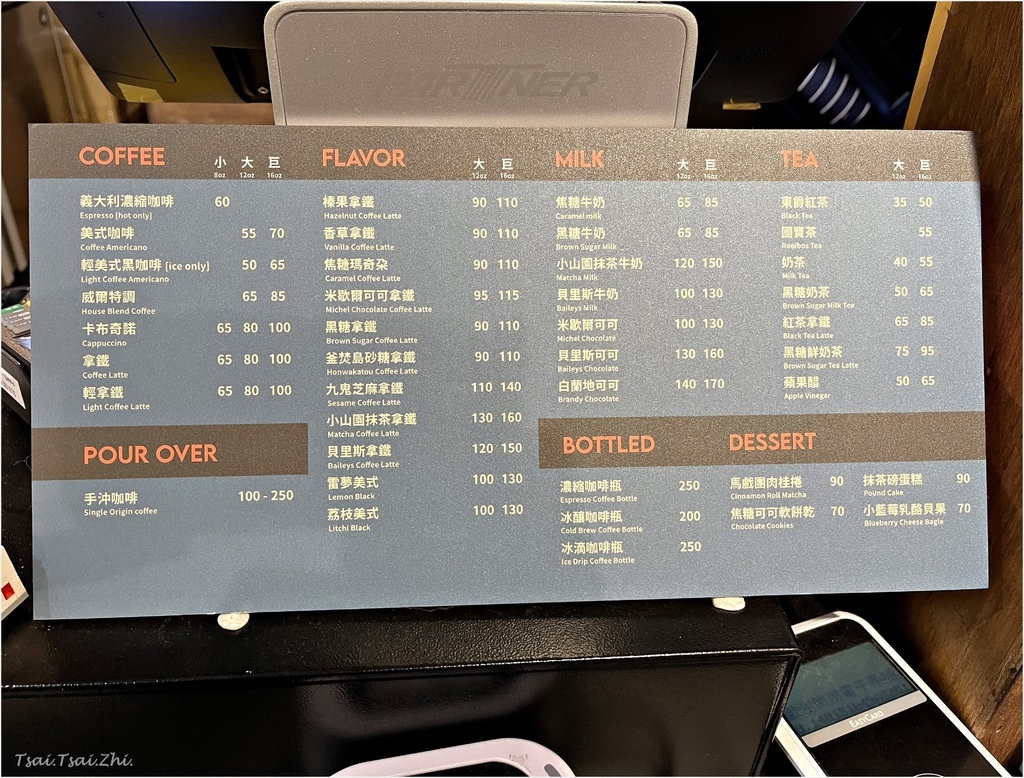 PARTNER
COFFEE
小 大 巨
8oz 12oz 16oz
義大利濃縮咖啡 60
Espresso [hot only]
美式咖啡 55 70
Coffee Americano
輕美式黑咖啡 [ice only] 50 65
Light Coffee Americano
威爾特調 65 85
House Blend Coffee
卡布奇諾 65 80 100
Cappuccino
拿鐵 65 80 100
Coffee Latte
輕拿鐵 65 80 100
Light Coffee Latte
POUR OVER
手沖咖啡 100 - 250
Single Origin coffee
FLAVOR
大 巨
12oz 16oz
榛果拿鐵 90 110
Hazelnut Coffee Latte
香草拿鐵 90 110
Vanilla Coffee Latte
焦糖瑪奇朵 90 110
Caramel Coffee Latte
米歇爾可可拿鐵 95 115
Michel Chocolate Coffee Latte
黑糖拿鐵 90 110
Brown Sugar Coffee Latte
釜焚島砂糖拿鐵 90 110
Honwakatou Coffee Latte
九鬼芝麻拿鐵 110 140
Sesame Coffee Latte
小山園抹茶拿鐵 130 160
Matcha Coffee Latte
貝里斯拿鐵 120 150
Baileys Coffee Latte
雷夢美式 100 130
Lemon Black
荔枝美式 100 130
Litchi Black
MILK
大 巨
12oz 16oz
焦糖牛奶 65 85
Caramel milk
黑糖牛奶 65 85
Brown Sugar Milk
小山園抹茶牛奶 120 150
Matcha Milk
貝里斯牛奶 100 130
Baileys Milk
米歇爾可可 100 130
Michel Chocolate
貝里斯可可 130 160
Baileys Chocolate
白蘭地可可 140 170
Brandy Chocolate
TEA
大 巨
12oz 16oz
東爵紅茶 35 50
Black Tea
國寶茶 55
Rooibos Tea
奶茶 40 55
Milk Tea
黑糖奶茶 50 65
Brown Sugar Milk Tea
紅茶拿鐵 65 85
Black Tea Latte
黑糖鮮奶茶 75 95
Brown Sugar Tea Latte
蘋果醋 50 65
Apple Vinegar
BOTTLED
濃縮咖啡瓶 250
Espresso Coffee Bottle
冰釀咖啡瓶 200
Cold Brew Coffee Bottle
冰滴咖啡瓶 250
Ice Drip Coffee Bottle
DESSERT
馬戲團肉桂捲 90
Cinnamon Roll Matcha
焦糖可可軟餅乾 70
Chocolate Cookies
抹茶磅蛋糕 90
Pound Cake
小藍莓乳酪貝果 70
Blueberry Cheese Bagle
EASYCARD
Tsai.Tsai.Zhi.